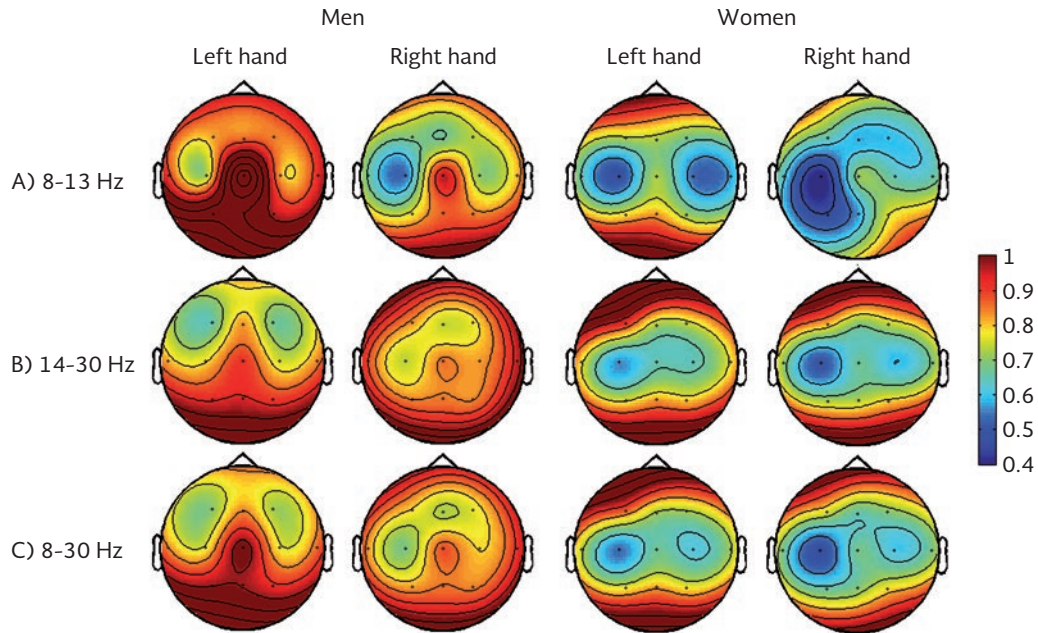 Men Women
Left hand Right hand Left hand Right hand
A) 8-13 Hz
B) 14-30 Hz
1
0.9
0.8
0.7
0.6
0.5
0.4
C) 8-30 Hz